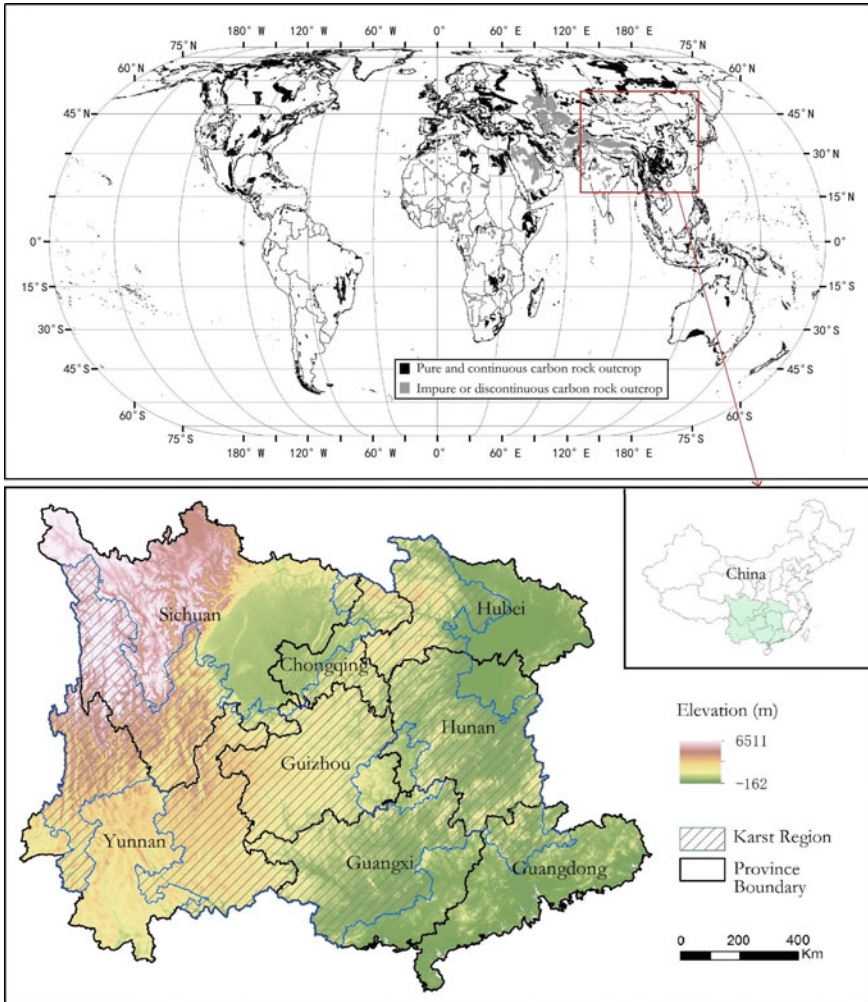 180° W 120° W 60° W 0° 60° E 120° E 180° E
75°N 75°N
60°N 60°N
45°N 45°N
30°N 30°N
15°N 15°N
0° 0°
15°S 15°S
30°S 30°S
45°S 45°S
60°S 60°S
75°S 75°S
180° W 120° W 60° W 0° 60° E 120° E 180° E
Pure and continuous carbon rock outcrop
Impure or discontinuous carbon rock outcrop
China
Sichuan
Hubei
Chongqing
Hunan
Guizhou
Yunnan
Guangxi
Guangdong
Elevation (m)
6511
-162
Karst Region
Province
Boundary
0 200 400
Km